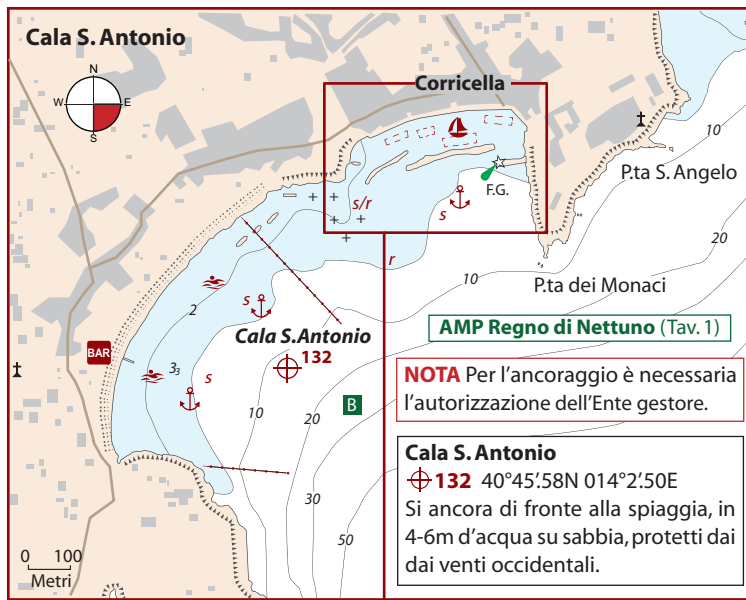 Cala S. Antonio
N
W E
S
Corricella
10
P.ta S. Angelo
F.G.
s/r
s
20
r
10
P.ta dei Monaci
2
s
Cala S. Antonio
132
AMP Regno di Nettuno (Tav. 1)
BAR
3₃
s
NOTA Per l'ancoraggio è necessaria
l'autorizzazione dell'Ente gestore.
10
20
B
30
50
Cala S. Antonio
132 40°45'.58N 014°2'.50E
Si ancora di fronte alla spiaggia, in
4-6m d'acqua su sabbia, protetti dai
dai venti occidentali.
0 100
Metri